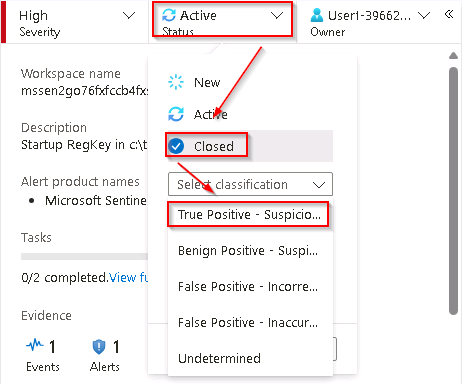 High
Severity
Active
Status
User1-39662...
Owner
Workspace name
mssen2go76fxfccb4fxs
Description
Startup RegKey in c:\t
Alert product names
Microsoft Sentine
Tasks
0/2 completed. View fu
Evidence
1
Events
1
Alerts
New
Active
Closed
Select classification
True Positive - Suspicio...
Benign Positive - Suspi...
False Positive - Incorre...
False Positive - Inaccur...
Undetermined